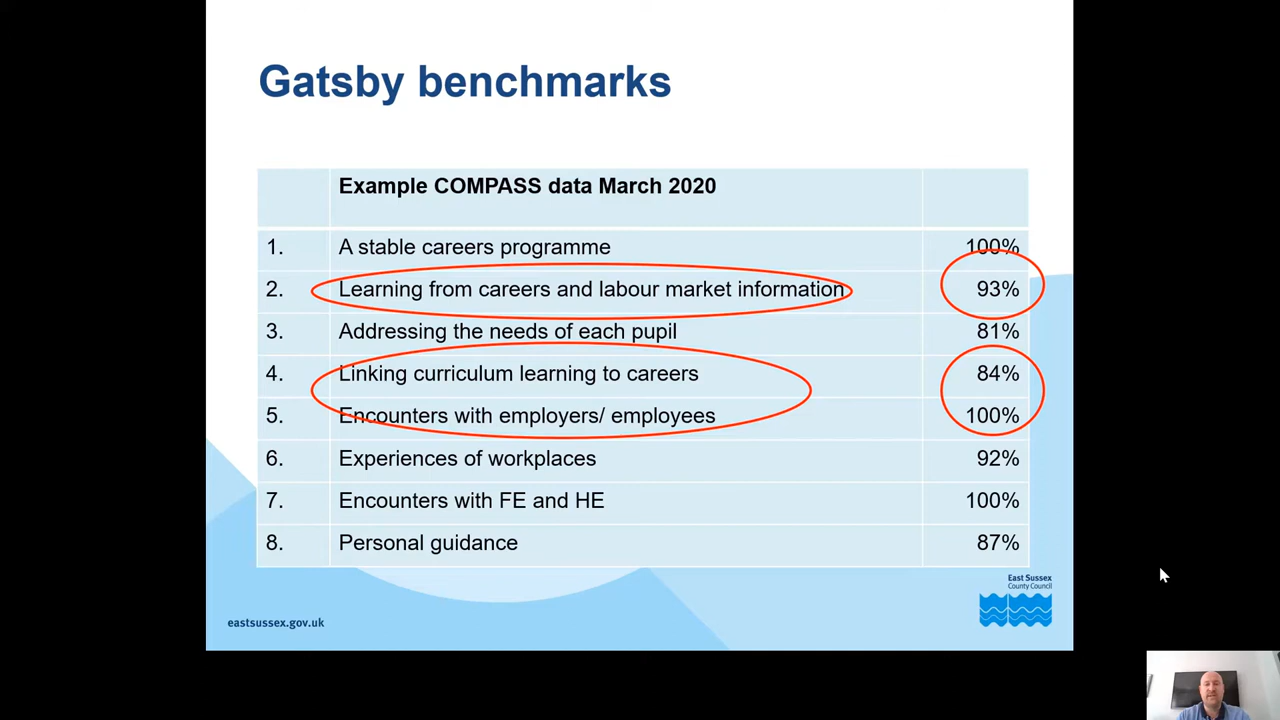 Gatsby benchmarks
Example COMPASS data March 2020
1. A stable careers programme 100%
2. Learning from careers and labour market information 93%
3. Addressing the needs of each pupil 81%
4. Linking curriculum learning to careers 84%
5. Encounters with employers/ employees 100%
6. Experiences of workplaces 92%
7. Encounters with FE and HE 100%
8. Personal guidance 87%
East Sussex
County Council
eastsussex.gov.uk